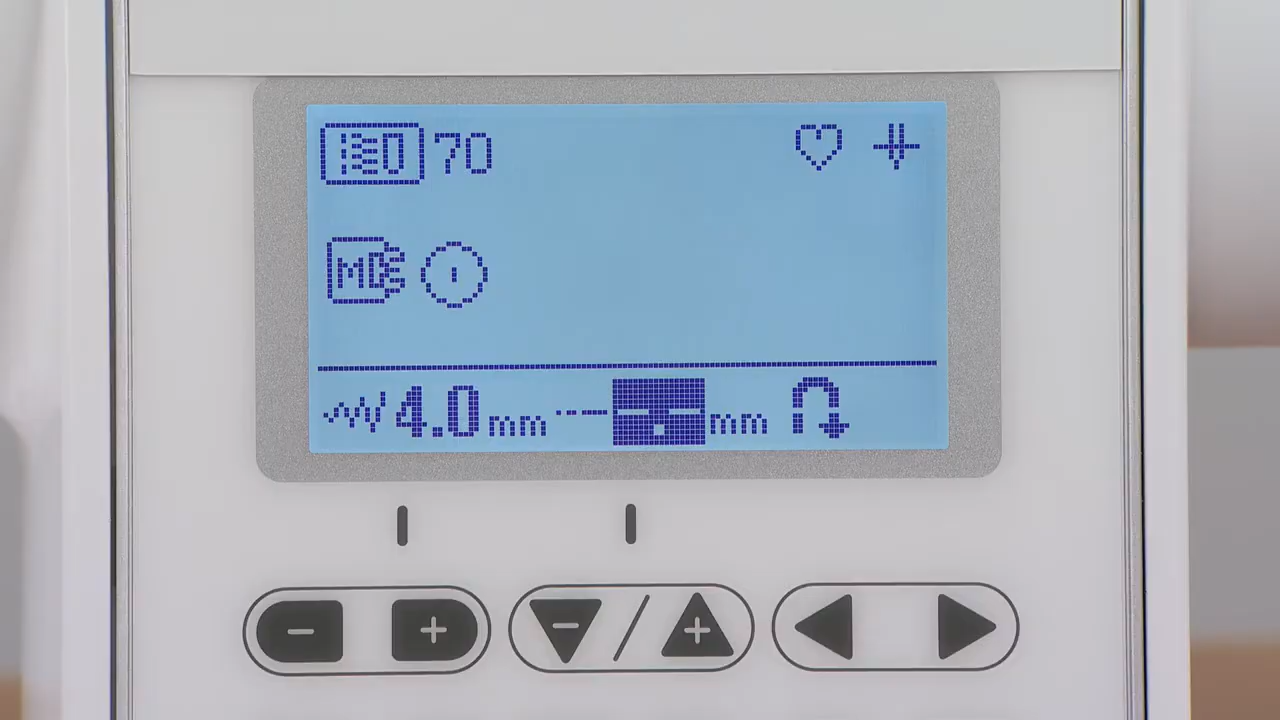 70
4.0 mm -.- mm
- + - / +